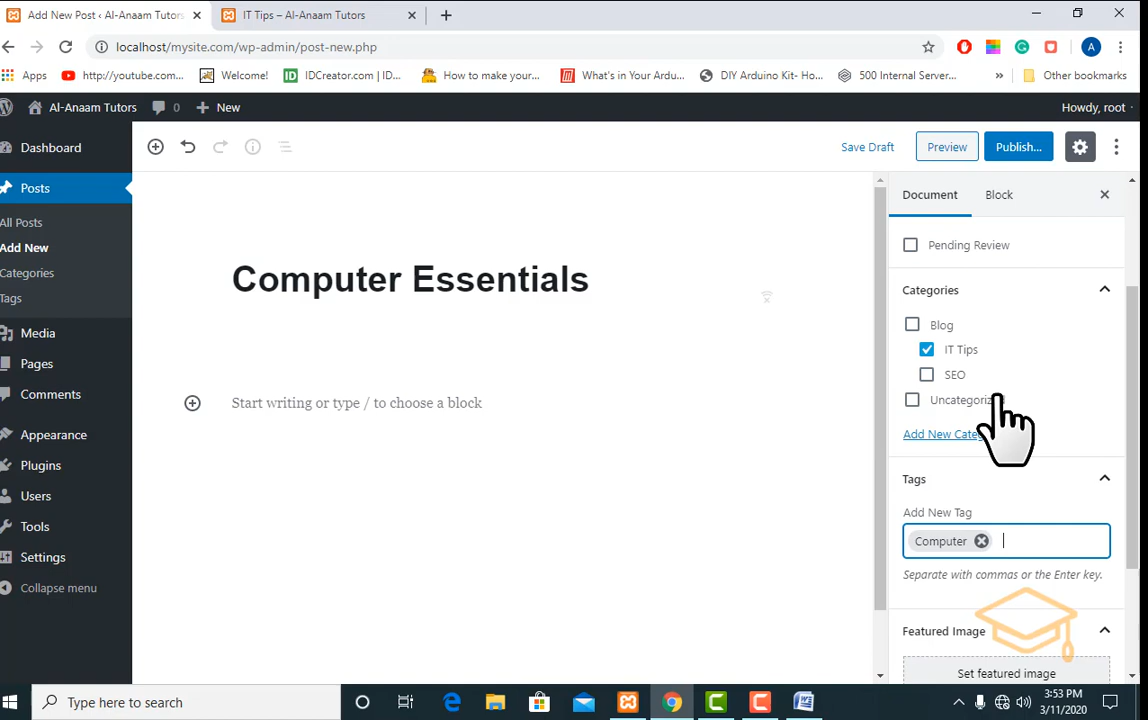 Add New Post ‹ Al-Anaam Tutors
IT Tips – Al-Anaam Tutors
localhost/mysite.com/wp-admin/post-new.php
A
Apps
http://youtube.com...
Welcome!
ID
IDCreator.com | ID...
How to make your...
What's in Your Ardu...
DIY Arduino Kit- Ho...
500 Internal Server...
»
Other bookmarks
Al-Anaam Tutors
0
New
Howdy, root
Dashboard
Save Draft
Preview
Publish...
Posts
Document
Block
All Posts
Add New
Categories
Tags
Pending Review
Computer Essentials
Categories
Blog
IT Tips
SEO
Media
Pages
Comments
Start writing or type / to choose a block
Appearance
Plugins
Users
Tools
Settings
Collapse menu
Add New
Tags
Add New Tag
Computer
Separate with commas or the Enter key.
Featured Image
Set featured image
Type here to search
3:53 PM
3/11/2020